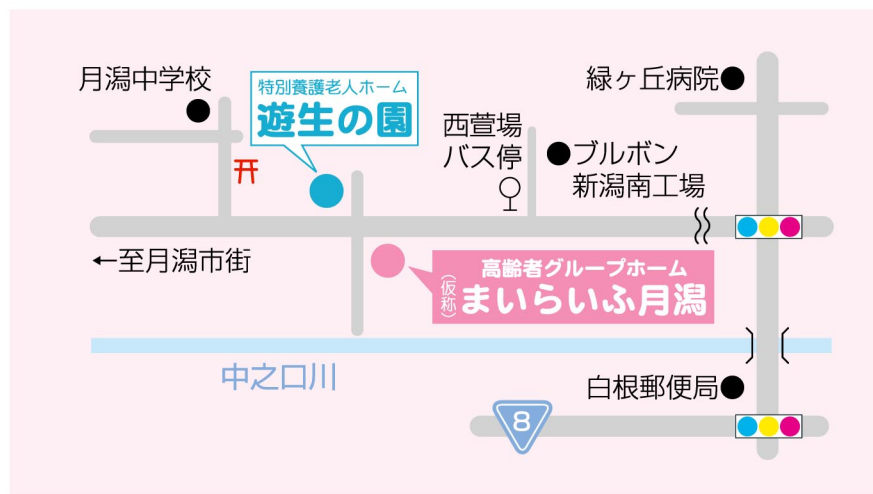 月潟中学校
特別養護老人ホーム
遊生の園
西萱場
バス停
ブルボン
新潟南工場
緑ヶ丘病院
←至月潟市街
高齢者グループホーム
(仮称)
まいらいふ月潟
中之口川
白根郵便局
8